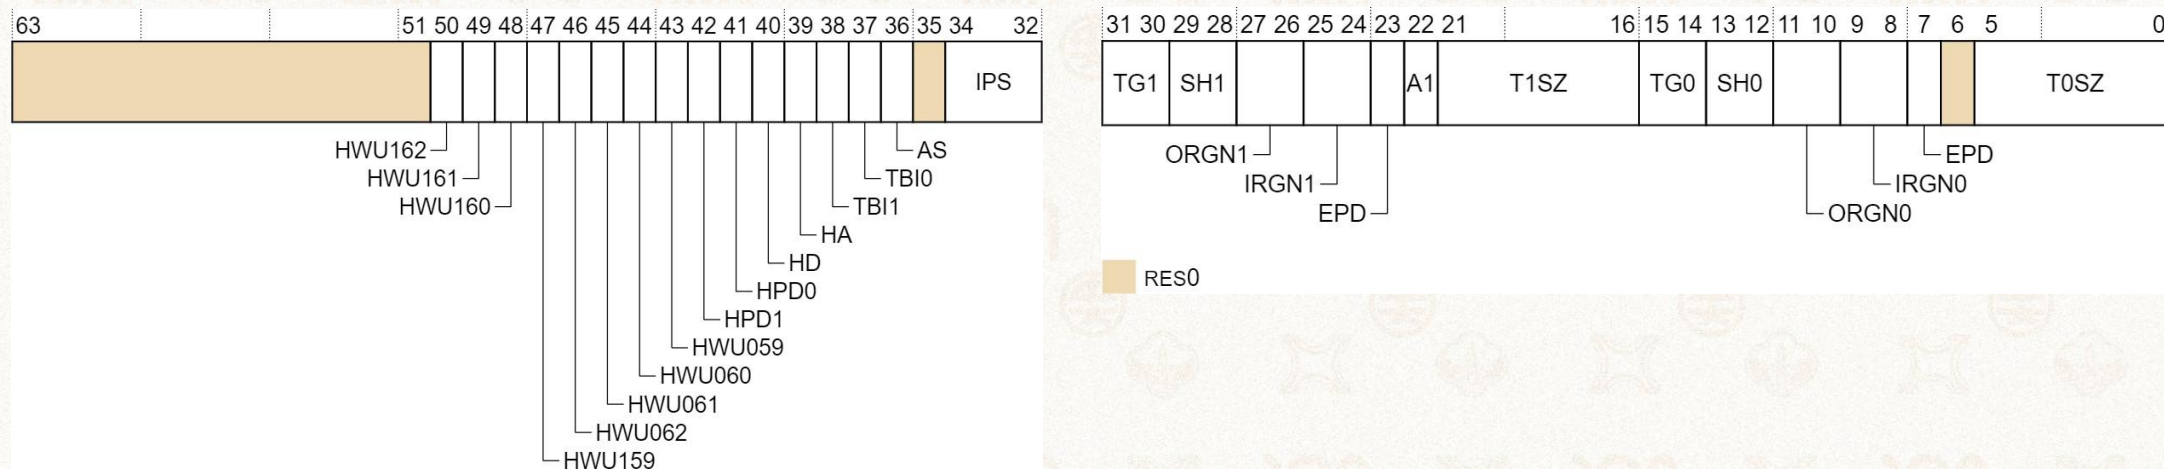 63 51 50 49 48 47 46 45 44 43 42 41 40 39 38 37 36 35 34 32
IPS
HWU162
AS
HWU161
TBI0
HWU160
TBI1
HA
HD
HPD0
HPD1
HWU059
HWU060
HWU061
HWU062
HWU159
31 30 29 28 27 26 25 24 23 22 21 16 15 14 13 12 11 10 9 8 7 6 5 0
TG1 SH1 A1 T1SZ TG0 SH0 T0SZ
ORGN1
EPD
IRGN1
IRGN0
EPD
ORGN0
RES0